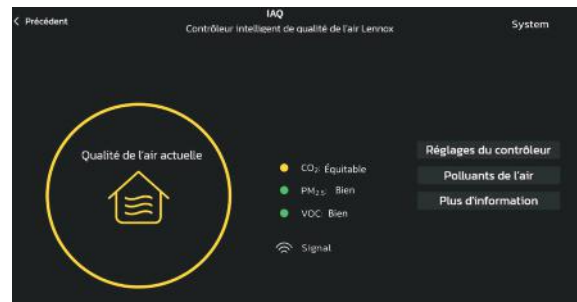 Précédent
IAQ
Contrôleur intelligent de qualité de l'air Lennox
System
Qualité de l'air actuelle
CO₂: Équitable
PM₂.₅: Bien
VOC: Bien
Signal
Réglages du contrôleur
Polluants de l'air
Plus d'information